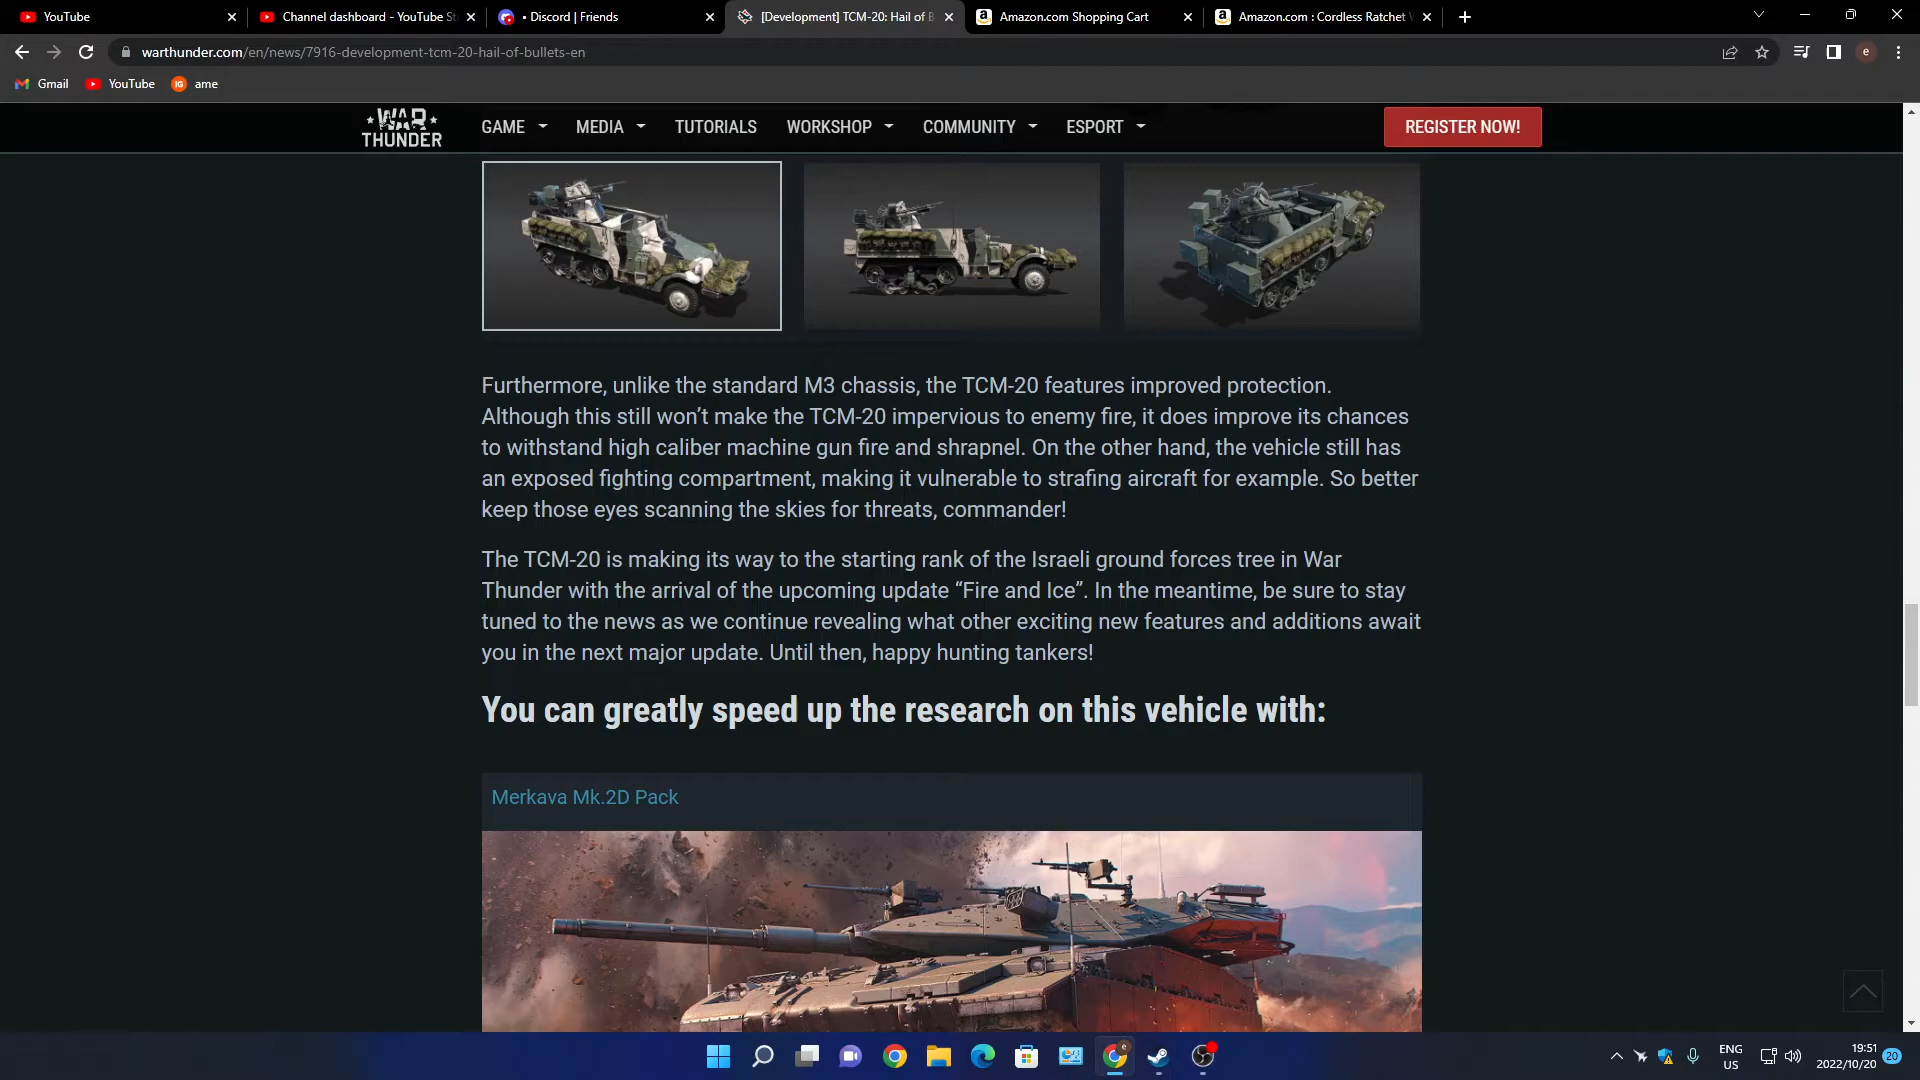 YouTube
Channel dashboard - YouTube St
• Discord | Friends
[Development] TCM-20: Hail of B
Amazon.com Shopping Cart
Amazon.com : Cordless Ratchet
warthunder.com/en/news/7916-development-tcm-20-hail-of-bullets-en
e
Gmail
YouTube
IG
ame
WAR THUNDER
GAME
MEDIA
TUTORIALS
WORKSHOP
COMMUNITY
ESPORT
REGISTER NOW!
Furthermore, unlike the standard M3 chassis, the TCM-20 features improved protection.
Although this still won’t make the TCM-20 impervious to enemy fire, it does improve its chances
to withstand high caliber machine gun fire and shrapnel. On the other hand, the vehicle still has
an exposed fighting compartment, making it vulnerable to strafing aircraft for example. So better
keep those eyes scanning the skies for threats, commander!
The TCM-20 is making its way to the starting rank of the Israeli ground forces tree in War
Thunder with the arrival of the upcoming update “Fire and Ice”. In the meantime, be sure to stay
tuned to the news as we continue revealing what other exciting new features and additions await
you in the next major update. Until then, happy hunting tankers!
You can greatly speed up the research on this vehicle with:
Merkava Mk.2D Pack
ENG
US
19:51
2022/10/20
20